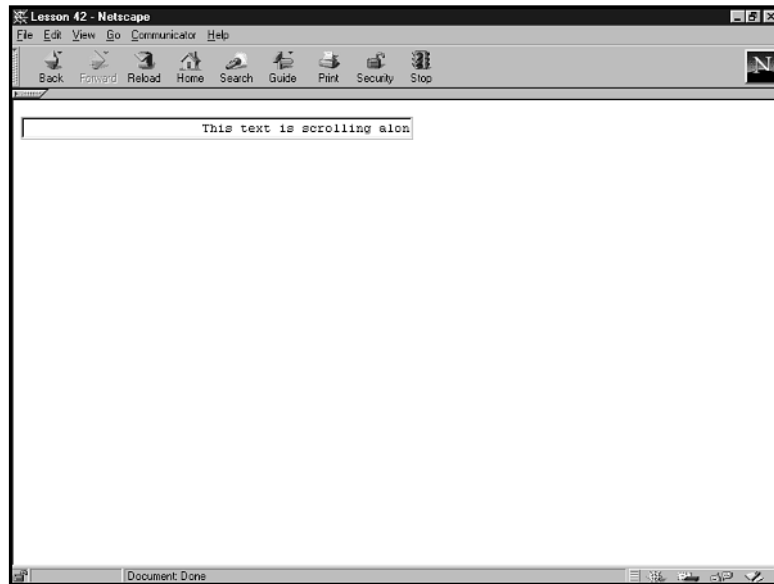 Lesson 42 - Netscape
File Edit View Go Communicator Help
Back Forward Reload Home Search Guide Print Security Stop
N
This text is scrolling alon
Document: Done